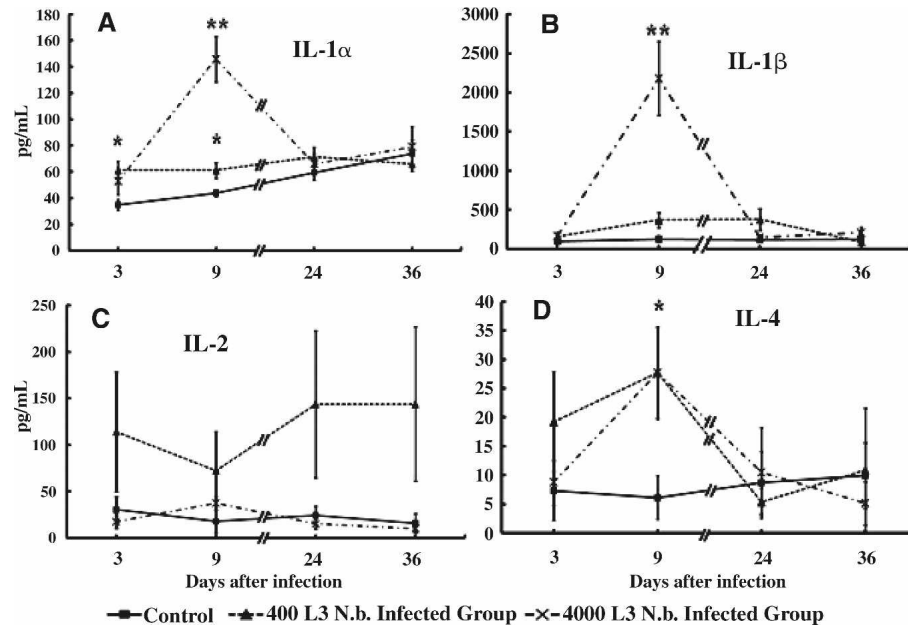 A
IL-1α
pg/mL
180
160
140
120
100
80
60
40
20
0
**
*
*
3 9 24 36
B
IL-1β
3000
2500
2000
1500
1000
500
0
**
3 9 24 36
C
IL-2
pg/mL
250
200
150
100
50
0
3 9 24 36
Days after infection
D
IL-4
40
35
30
25
20
15
10
5
0
*
3 9 24 36
Days after infection
Control 400 L3 N.b. Infected Group 4000 L3 N.b. Infected Group